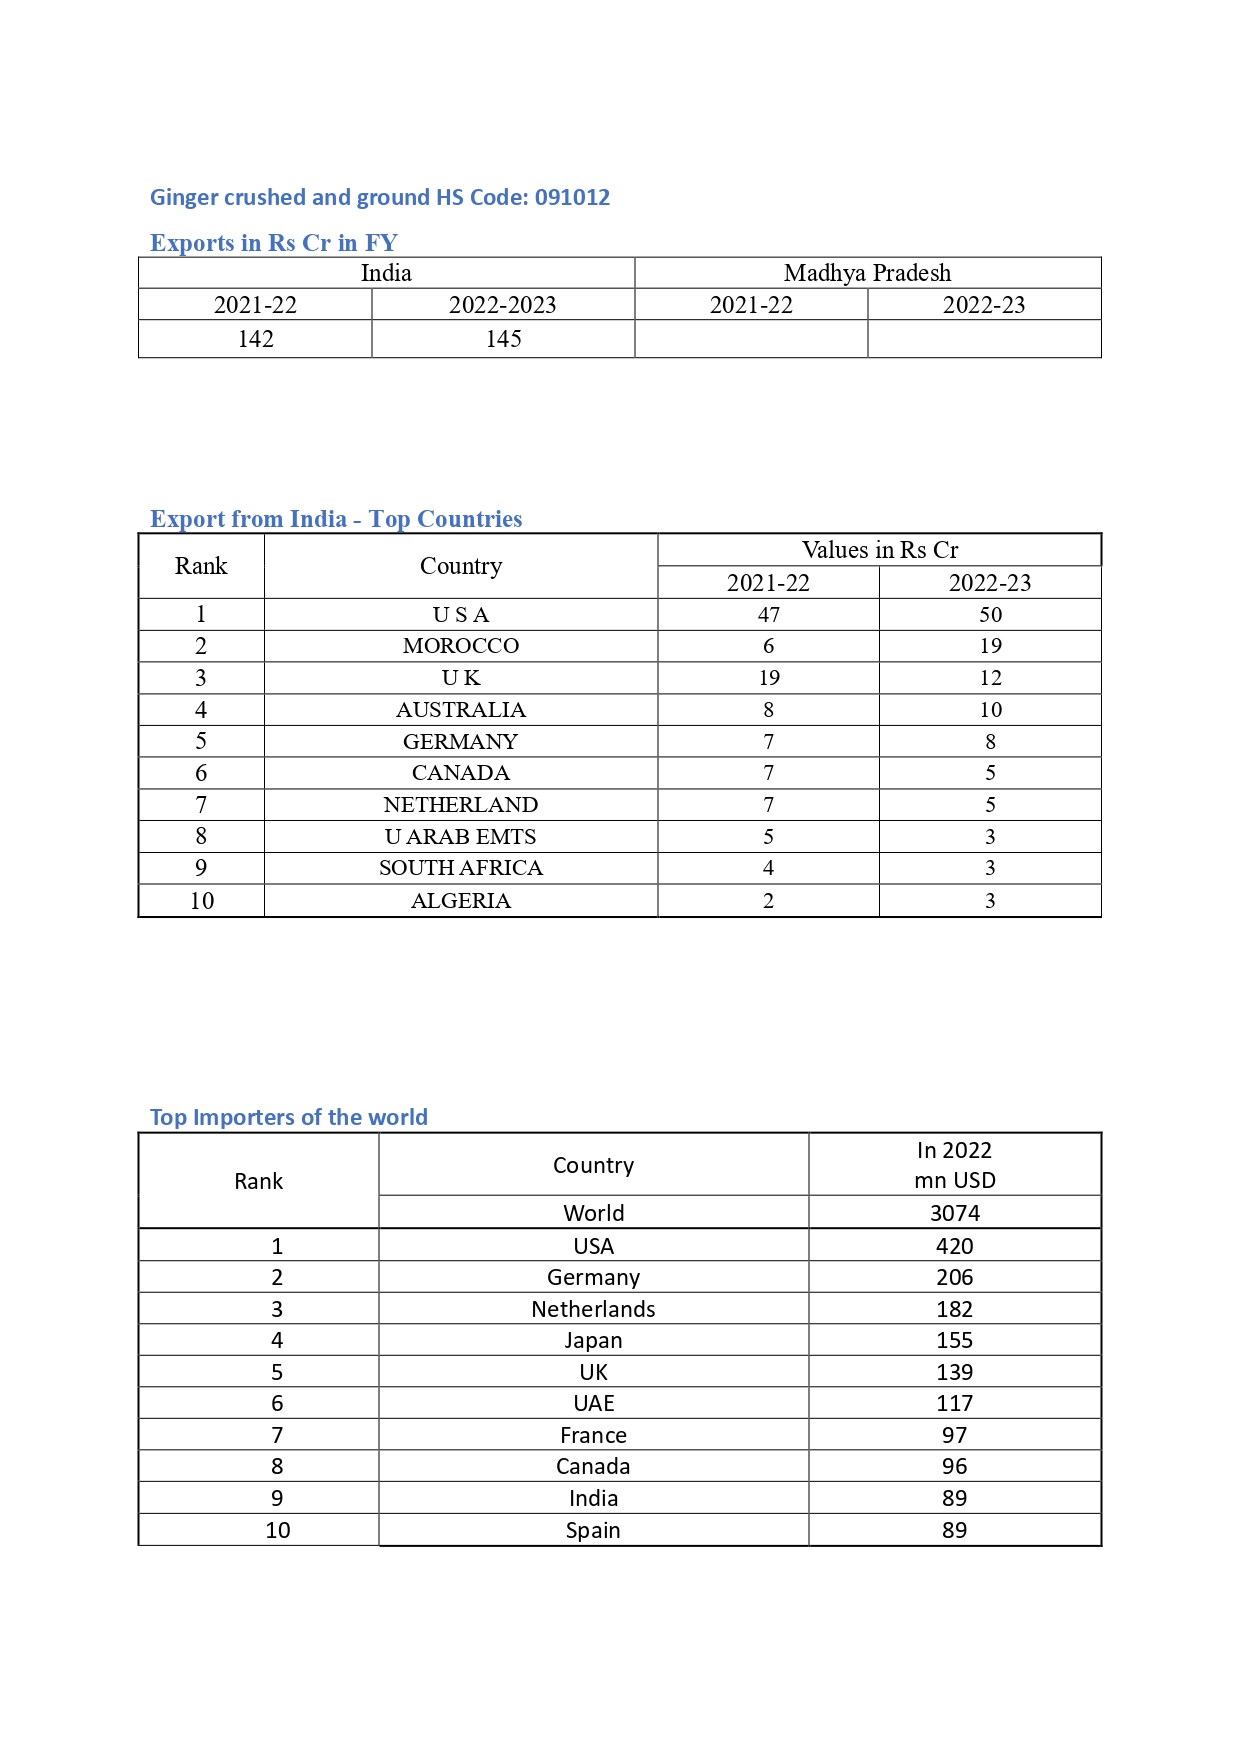 Ginger crushed and ground HS Code: 091012
Exports in Rs Cr in FY
India Madhya Pradesh
2021-22 2022-2023 2021-22 2022-23
142 145
Export from India - Top Countries
Rank Country Values in Rs Cr
2021-22 2022-23
1 U S A 47 50
2 MOROCCO 6 19
3 U K 19 12
4 AUSTRALIA 8 10
5 GERMANY 7 8
6 CANADA 7 5
7 NETHERLAND 7 5
8 U ARAB EMTS 5 3
9 SOUTH AFRICA 4 3
10 ALGERIA 2 3
Top Importers of the world
Rank Country In 2022
mn USD
World 3074
1 USA 420
2 Germany 206
3 Netherlands 182
4 Japan 155
5 UK 139
6 UAE 117
7 France 97
8 Canada 96
9 India 89
10 Spain 89